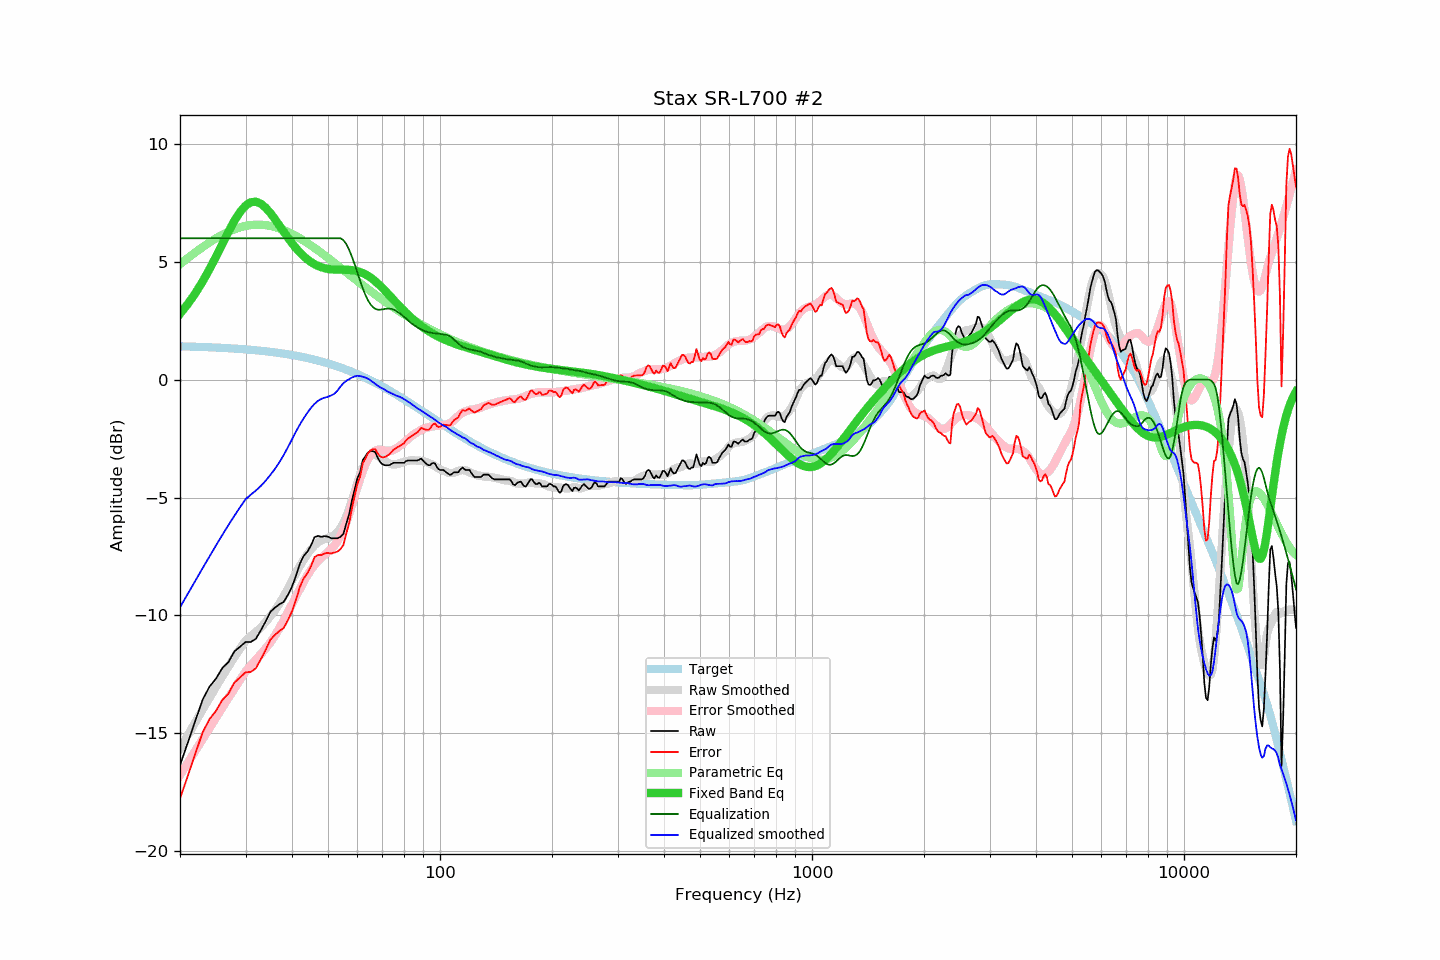 Stax SR-L700 #2
10
5
0
−5
−10
−15
−20
Amplitude (dBr)
100
1000
10000
Frequency (Hz)
Target
Raw Smoothed
Error Smoothed
Raw
Error
Parametric Eq
Fixed Band Eq
Equalization
Equalized smoothed